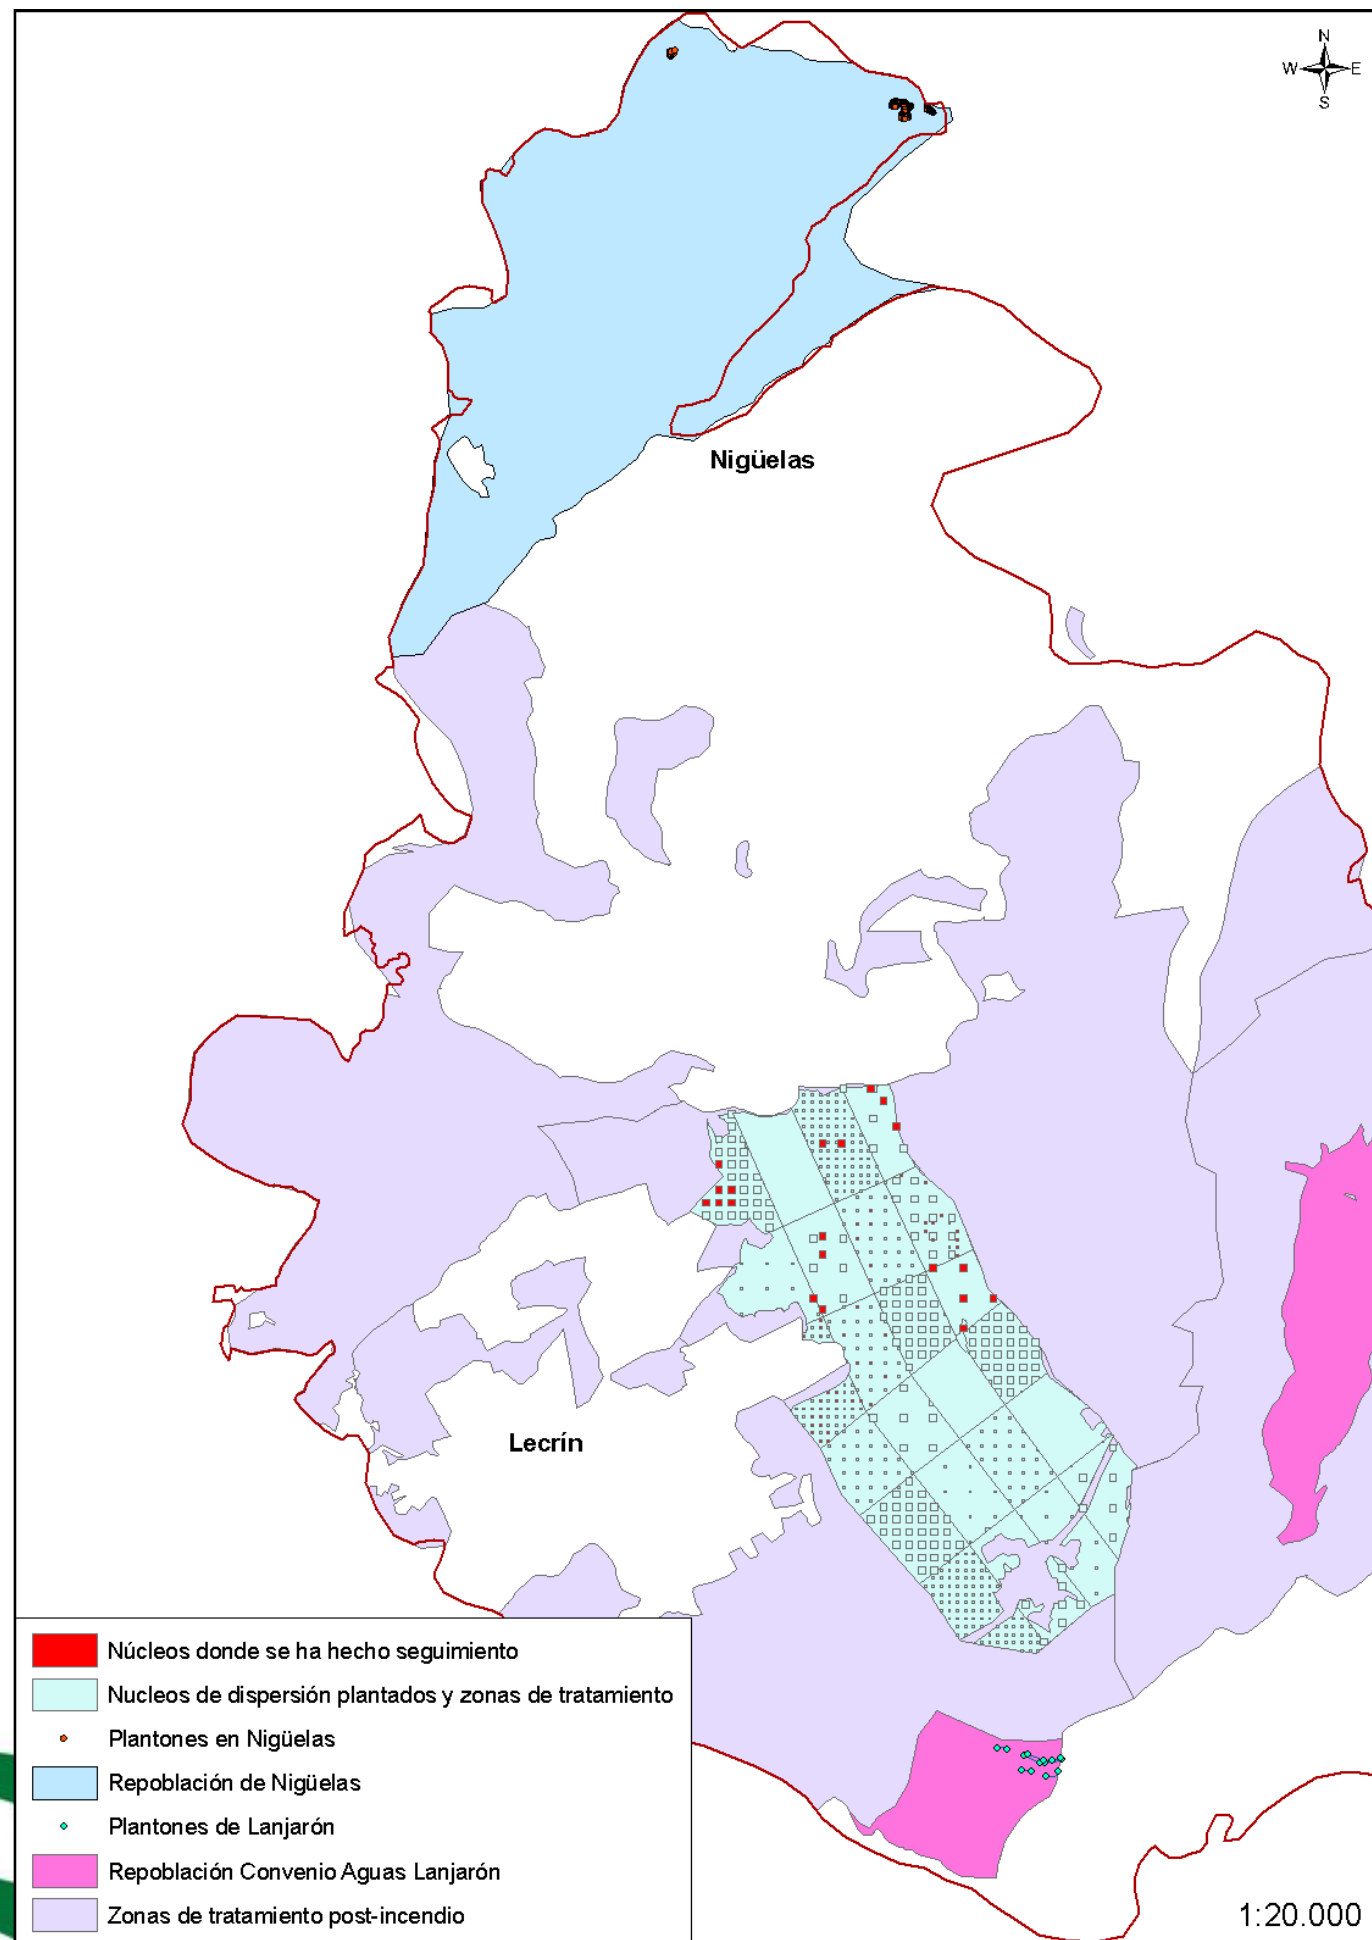 N
W E
S
Nigüelas
Lecrín
Núcleos donde se ha hecho seguimiento
Nucleos de dispersión plantados y zonas de tratamiento
Plantones en Nigüelas
Repoblación de Nigüelas
Plantones de Lanjarón
Repoblación Convenio Aguas Lanjarón
Zonas de tratamiento post-incendio
1:20.000